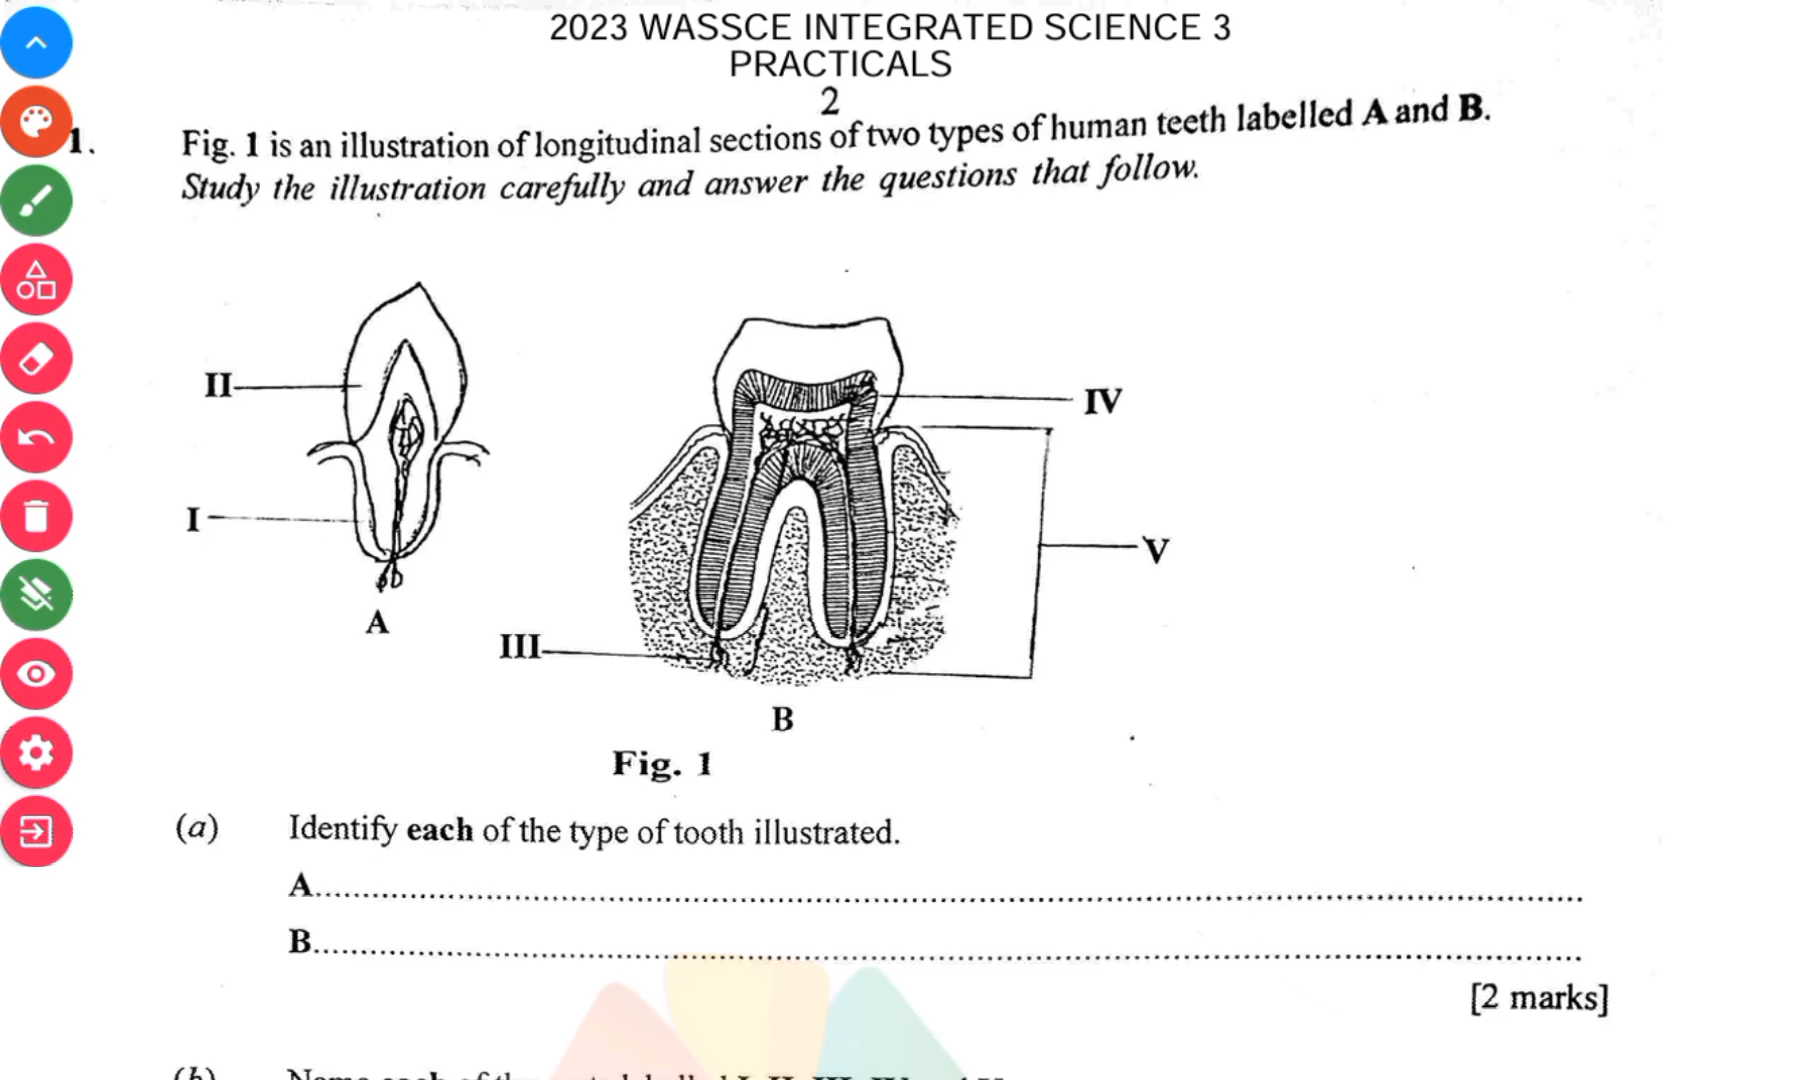 2023 WASSCE INTEGRATED SCIENCE 3
PRACTICALS
2
1. Fig. 1 is an illustration of longitudinal sections of two types of human teeth labelled A and B.
Study the illustration carefully and answer the questions that follow.
II
IV
I
V
A
III
B
Fig. 1
(a) Identify each of the type of tooth illustrated.
A
B
[2 marks]